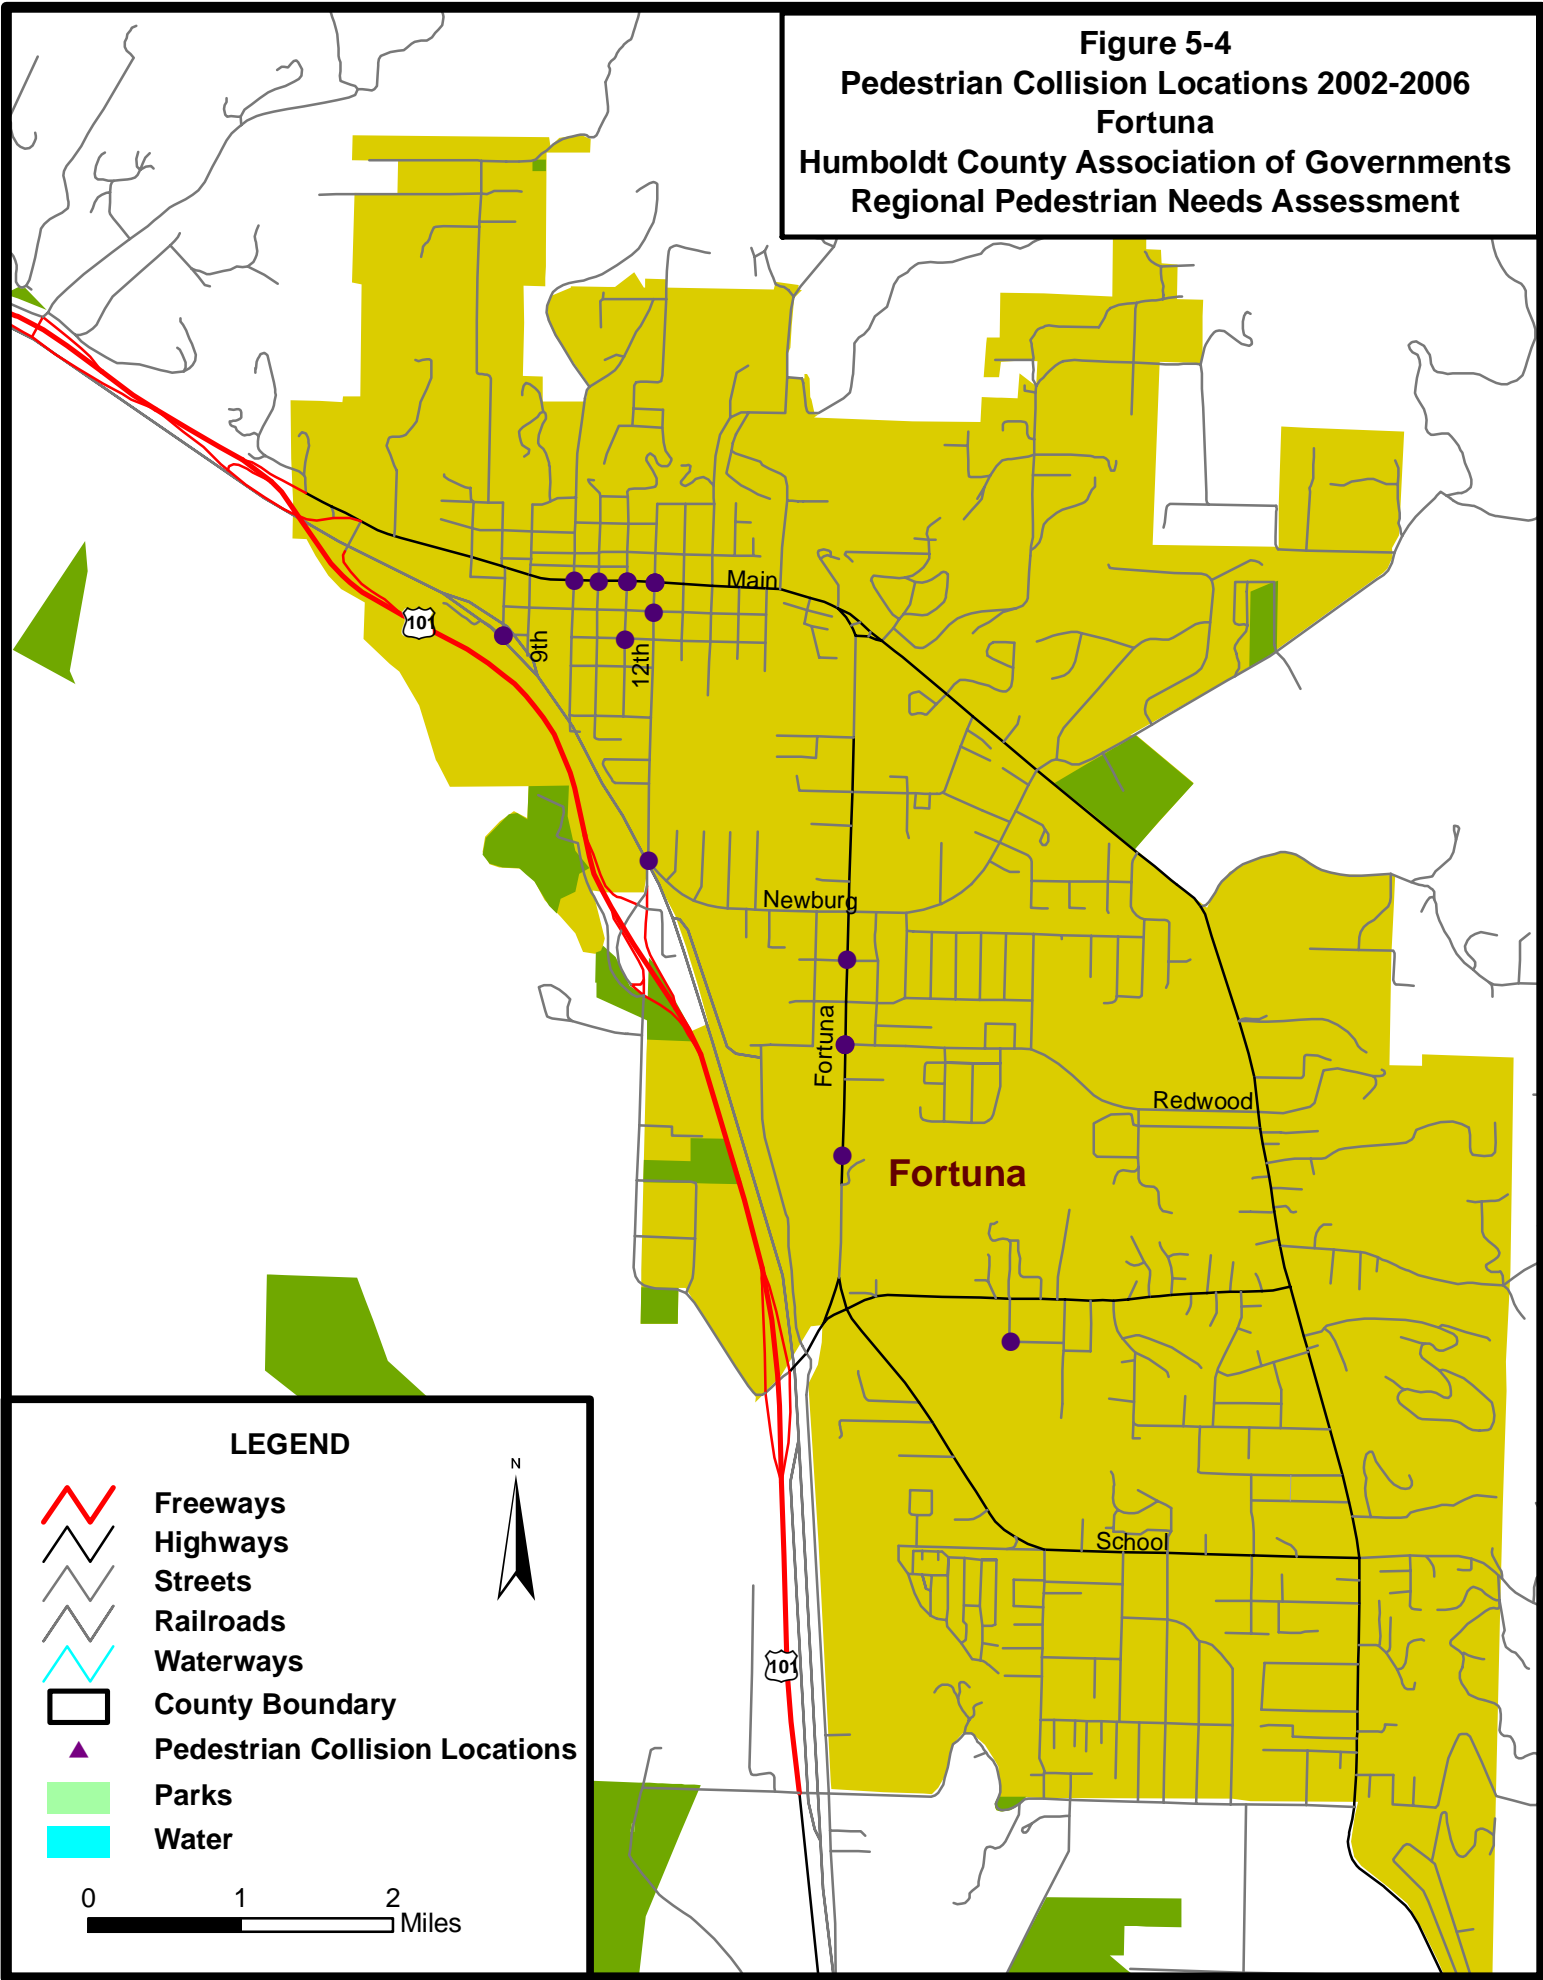 Figure 5-4
Pedestrian Collision Locations 2002-2006
Fortuna
Humboldt County Association of Governments
Regional Pedestrian Needs Assessment
Main
101
9th
12th
Newburg
Fortuna
Redwood
Fortuna
School
101
LEGEND
N
Freeways
Highways
Streets
Railroads
Waterways
County Boundary
Pedestrian Collision Locations
Parks
Water
0 1 2
Miles